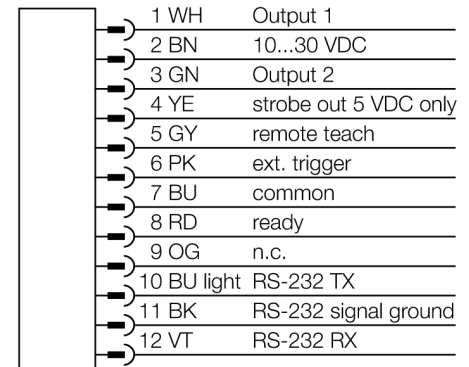 1 WH Output 1
2 BN 10...30 VDC
3 GN Output 2
4 YE strobe out 5 VDC only
5 GY remote teach
6 PK ext. trigger
7 BU common
8 RD ready
9 OG n.c.
10 BU light RS-232 TX
11 BK RS-232 signal ground
12 VT RS-232 RX